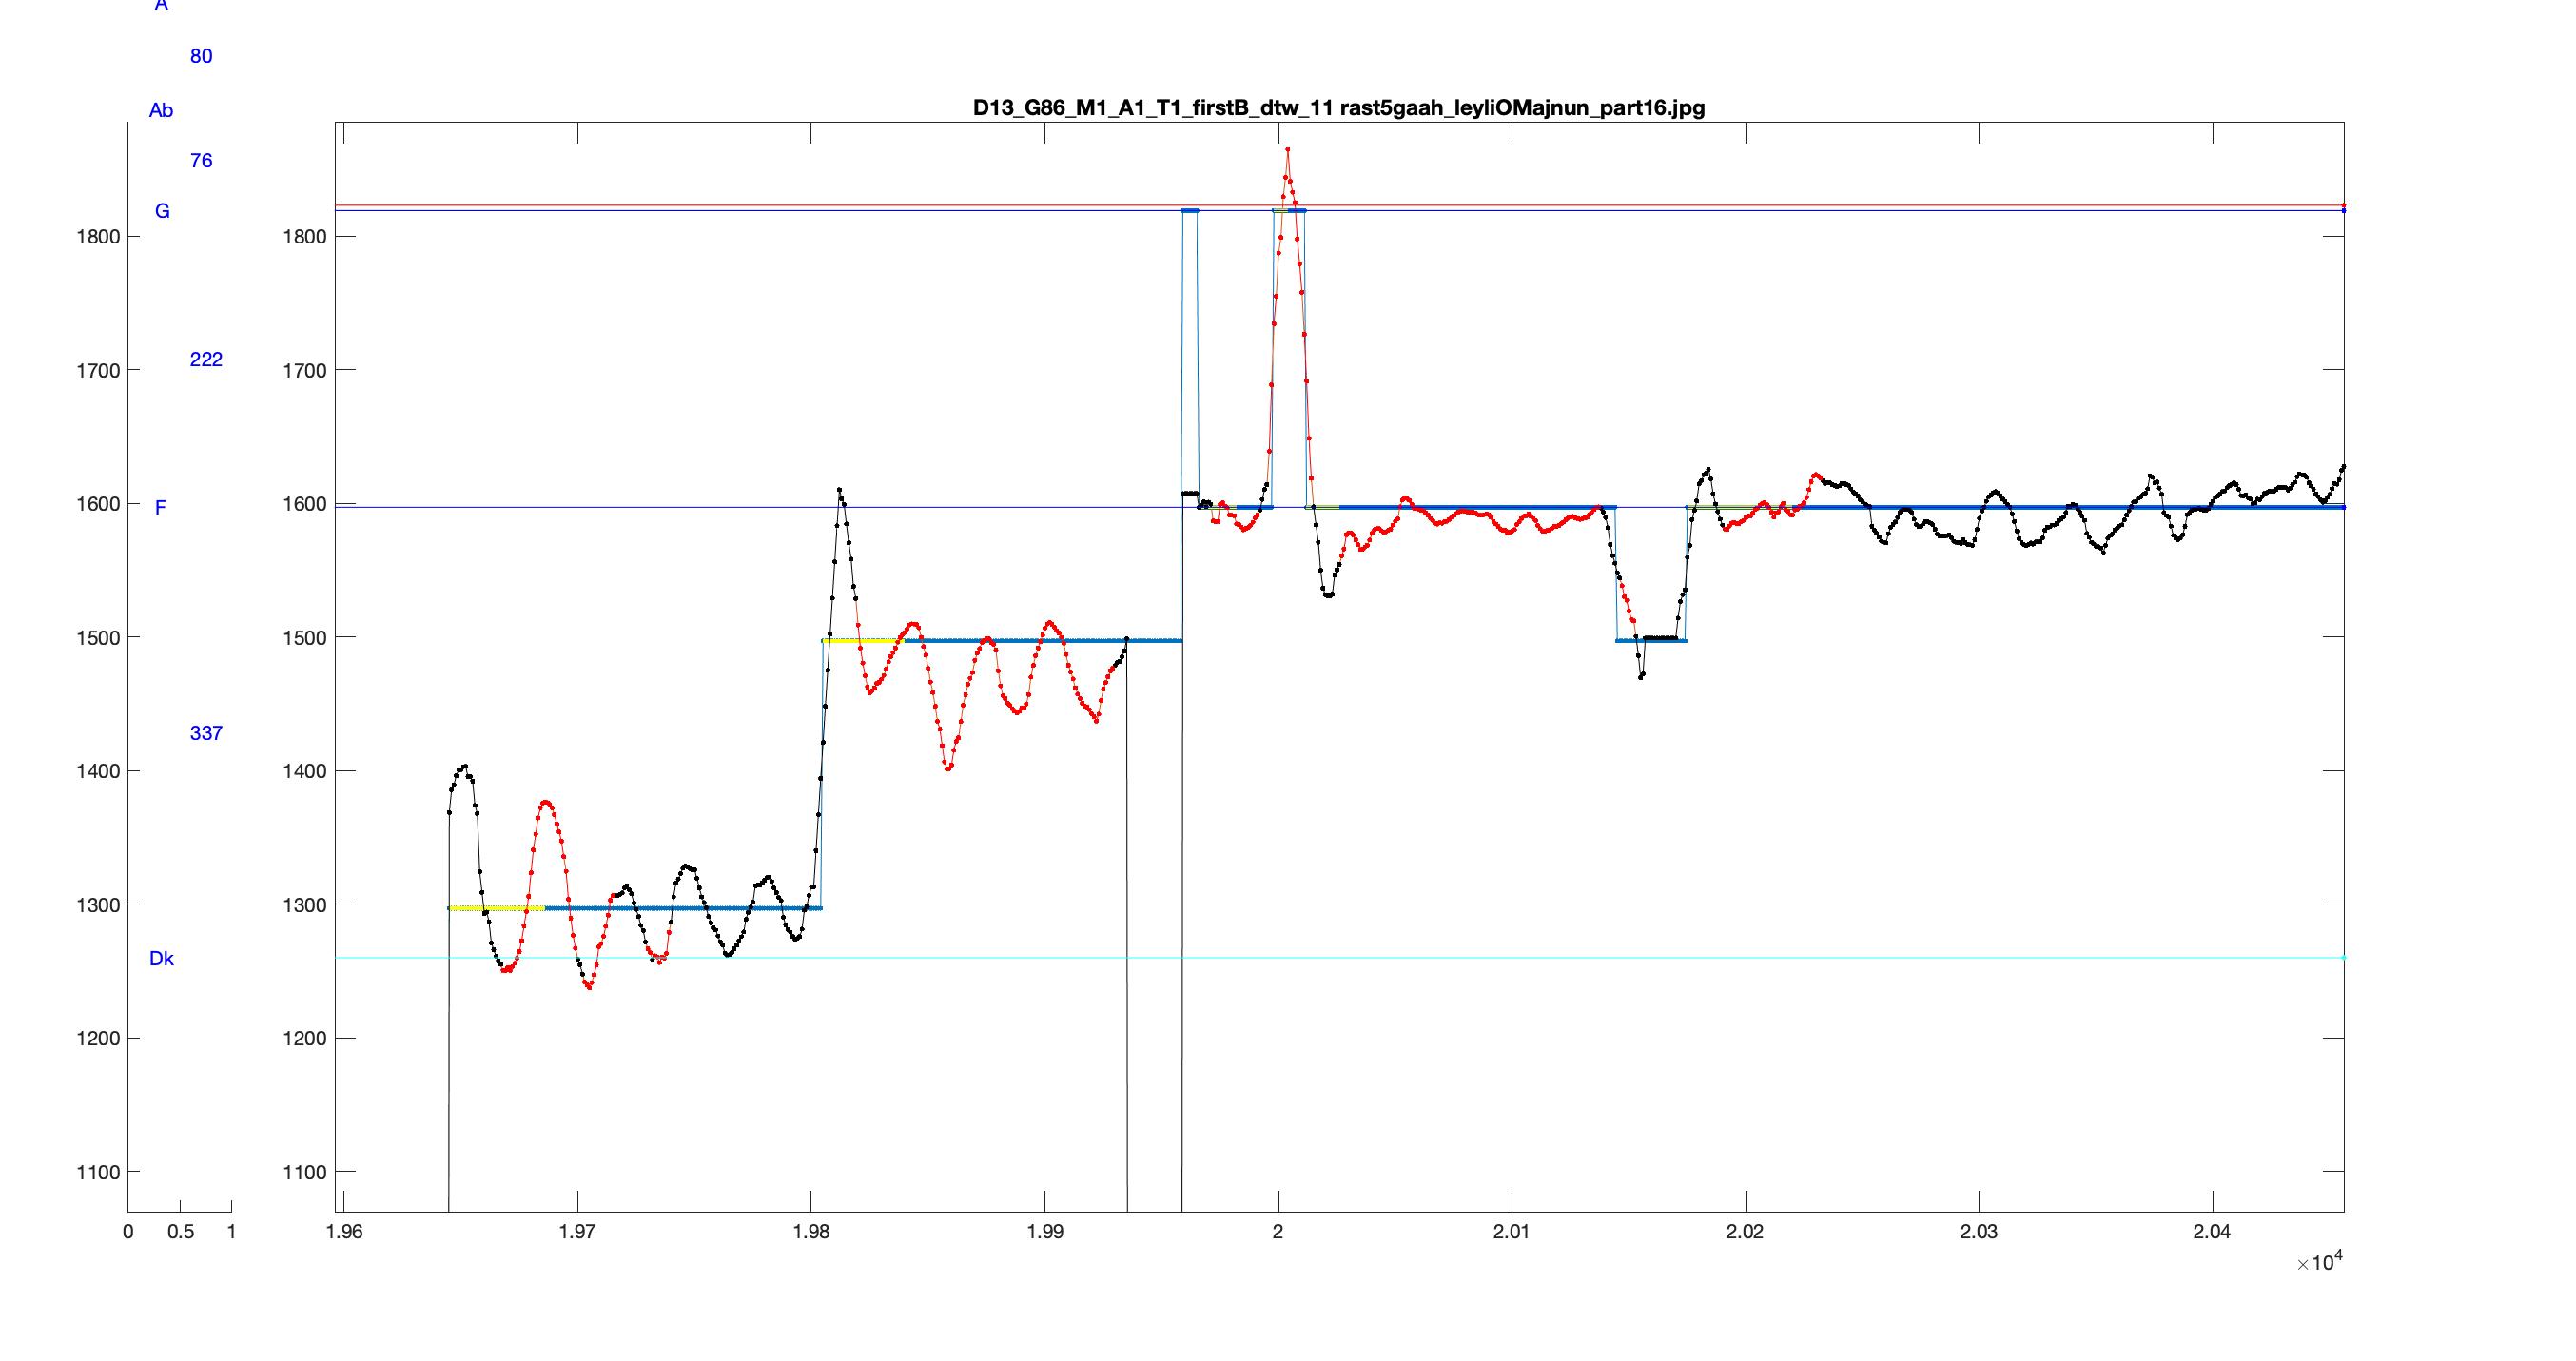 A
80
Ab
D13_G86_M1_A1_T1_firstB_dtw_11 rast5gaah_leyliOMajnun_part16.jpg
76
G
1800 1800
222
1700 1700
1600 F 1600
1500 1500
337
1400 1400
1300 1300
Dk
1200 1200
1100 1100
0 0.5 1 1.96 1.97 1.98 1.99 2 2.01 2.02 2.03 2.04
×10⁴